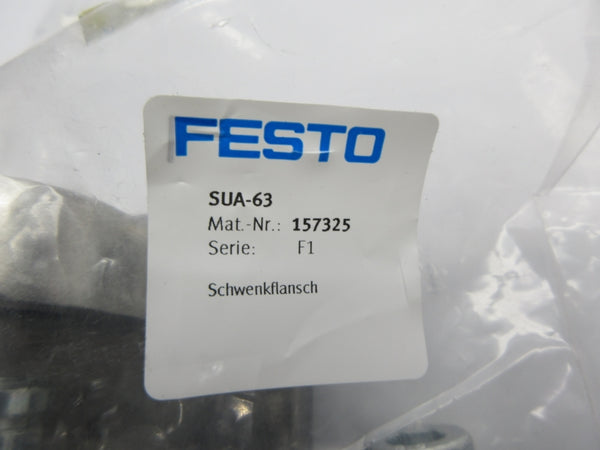 FESTO
SUA-63
Mat.-Nr.: 157325
Serie: F1
Schwenkflansch